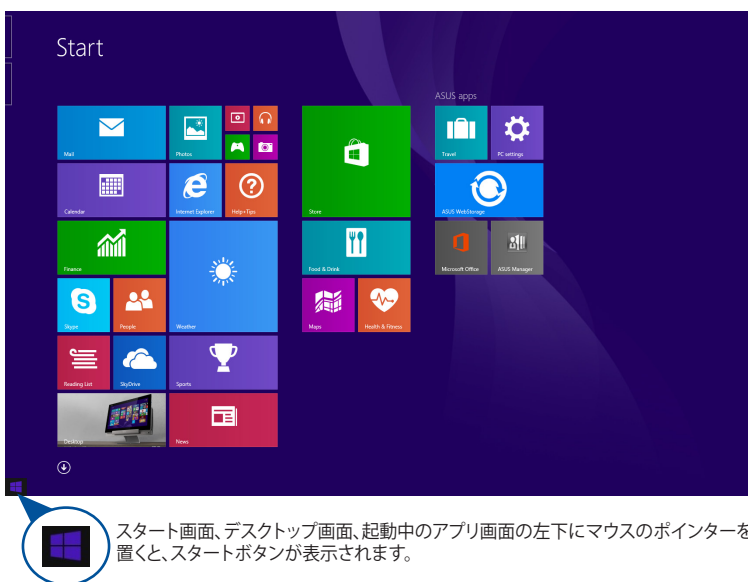 Start
ASUS apps
Mail
Photos
Travel
PC settings
Calendar
Internet Explorer
Help+Tips
Store
ASUS WebStorage
Finance
Food & Drink
Microsoft Office
ASUS Manager
Skype
People
Weather
Maps
Health & Fitness
Reading List
SkyDrive
Sports
Desktop
News
スタート画面、デスクトップ画面、起動中のアプリ画面の左下にマウスのポインターを
置くと、スタートボタンが表示されます。